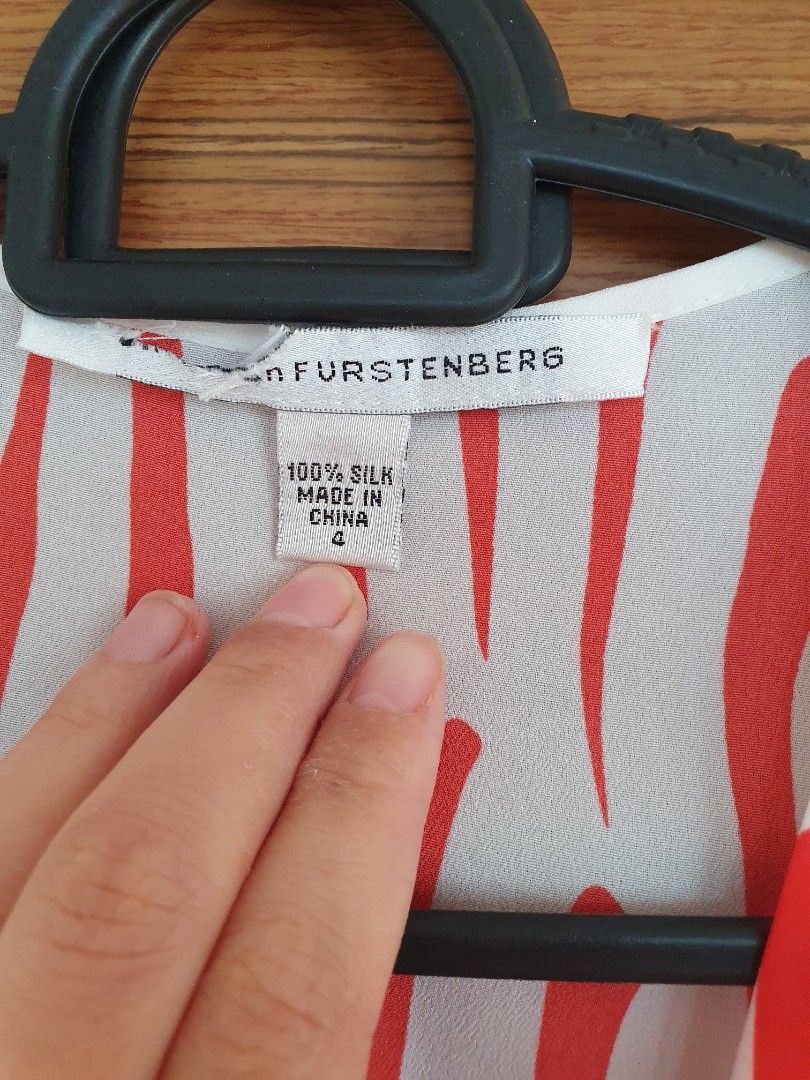 FURSTENBERG
100% SILK
MADE IN
CHINA
4